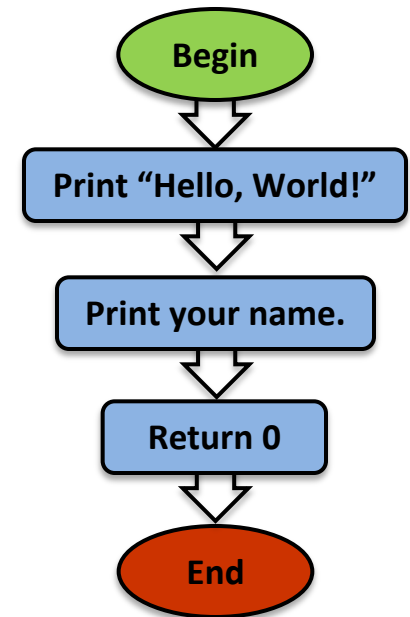 Begin
Print “Hello, World!”
Print your name.
Return 0
End